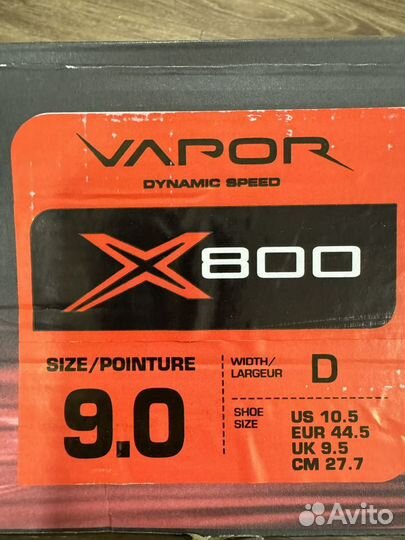 VAPOR
DYNAMIC SPEED
X800
SIZE/POINTURE
9.0
WIDTH/
LARGEUR
D
SHOE
SIZE
US 10.5
EUR 44.5
UK 9.5
CM 27.7
Avito